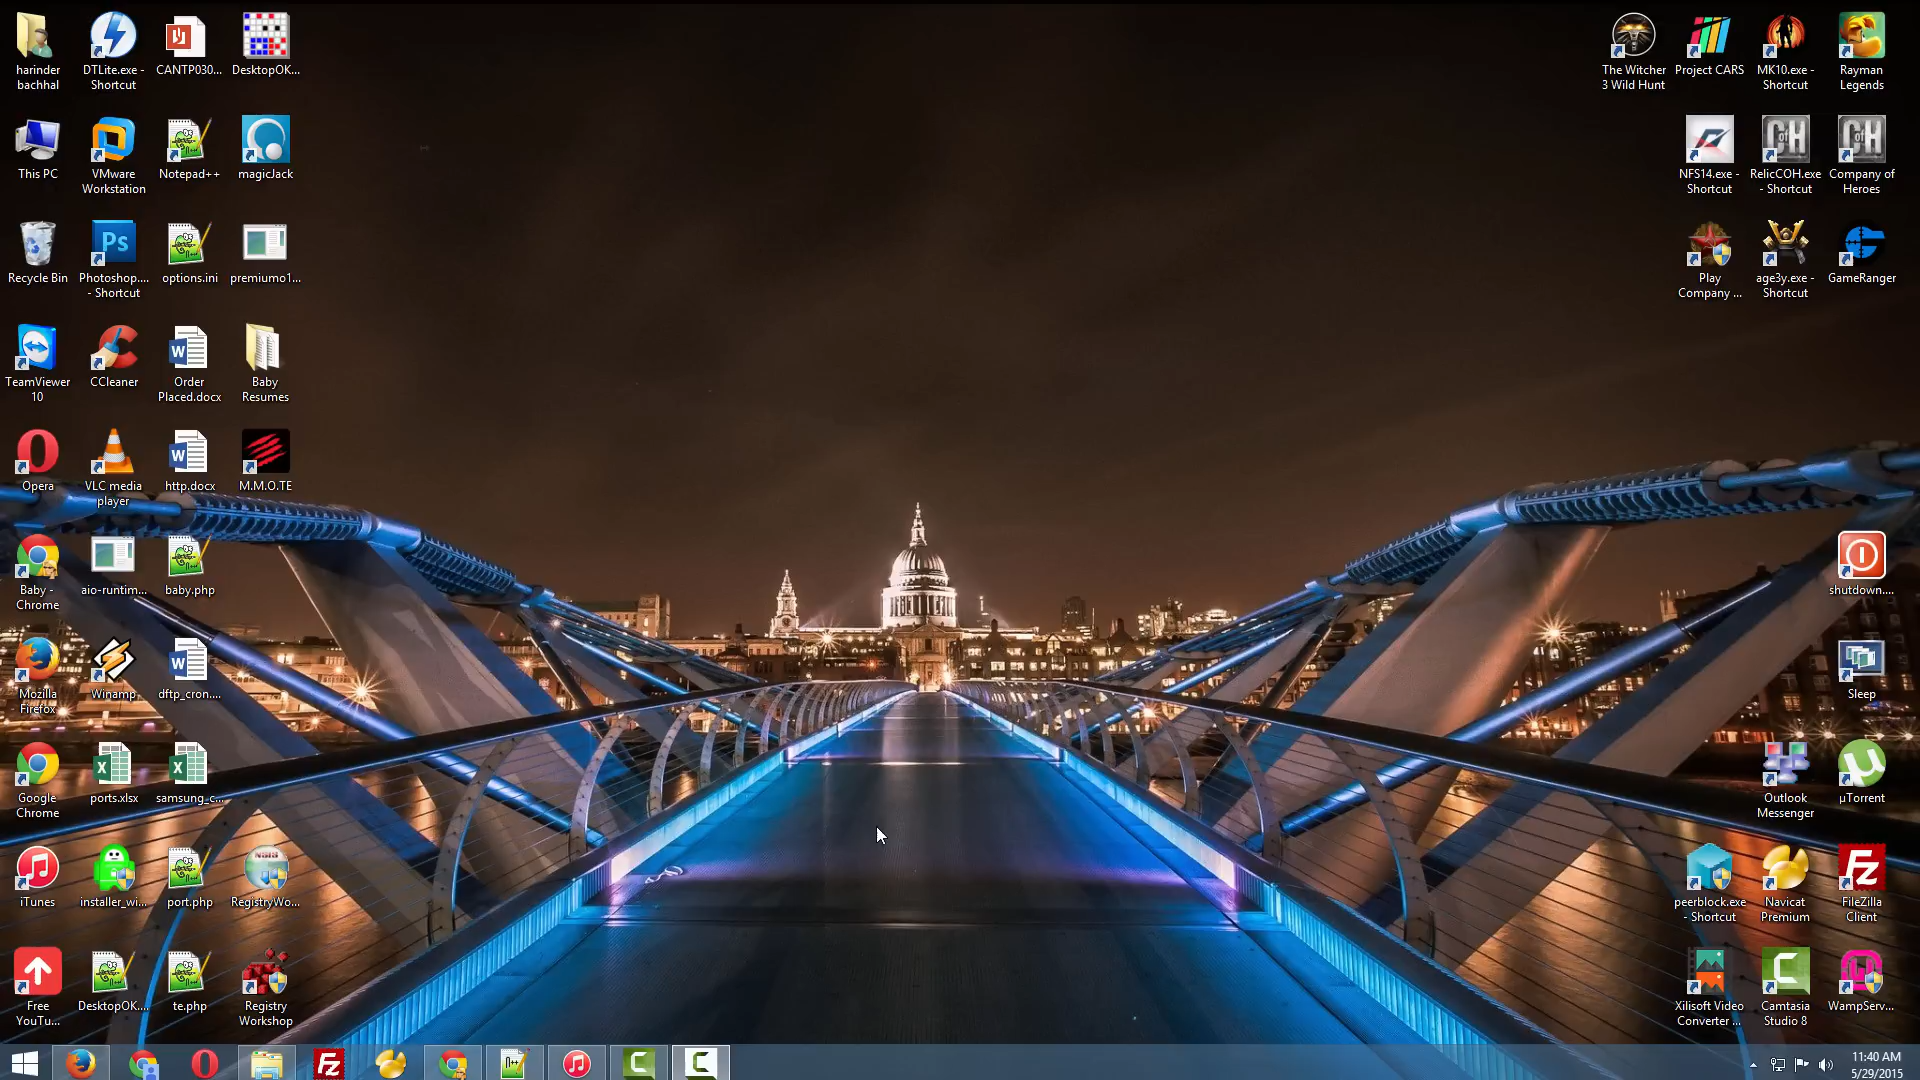 harinder
bachhal
DTLite.exe -
Shortcut
CANTP030...
DesktopOK...
The Witcher
3 Wild Hunt
Project CARS
MK10.exe -
Shortcut
Rayman
Legends
This PC
VMware
Workstation
Notepad++
magicJack
NFS14.exe -
Shortcut
RelicCOH.exe
- Shortcut
Company of
Heroes
Recycle Bin
Photoshop....
- Shortcut
options.ini
premiumo1...
Play
Company ...
age3y.exe -
Shortcut
GameRanger
TeamViewer
10
CCleaner
Order
Placed.docx
Baby
Resumes
Opera
VLC media
player
http.docx
M.M.O.TE
Baby -
Chrome
aio-runtim...
baby.php
shutdown....
Mozilla
Firefox
Winamp
dftp_cron....
Sleep
Google
Chrome
ports.xlsx
samsung_c...
Outlook
Messenger
µTorrent
iTunes
installer_wi...
port.php
RegistryWo...
peerblock.exe
- Shortcut
Navicat
Premium
FileZilla
Client
Free
YouTu...
DesktopOK....
te.php
Registry
Workshop
Xilisoft Video
Converter ...
Camtasia
Studio 8
WampServ...
11:40 AM
5/29/2015